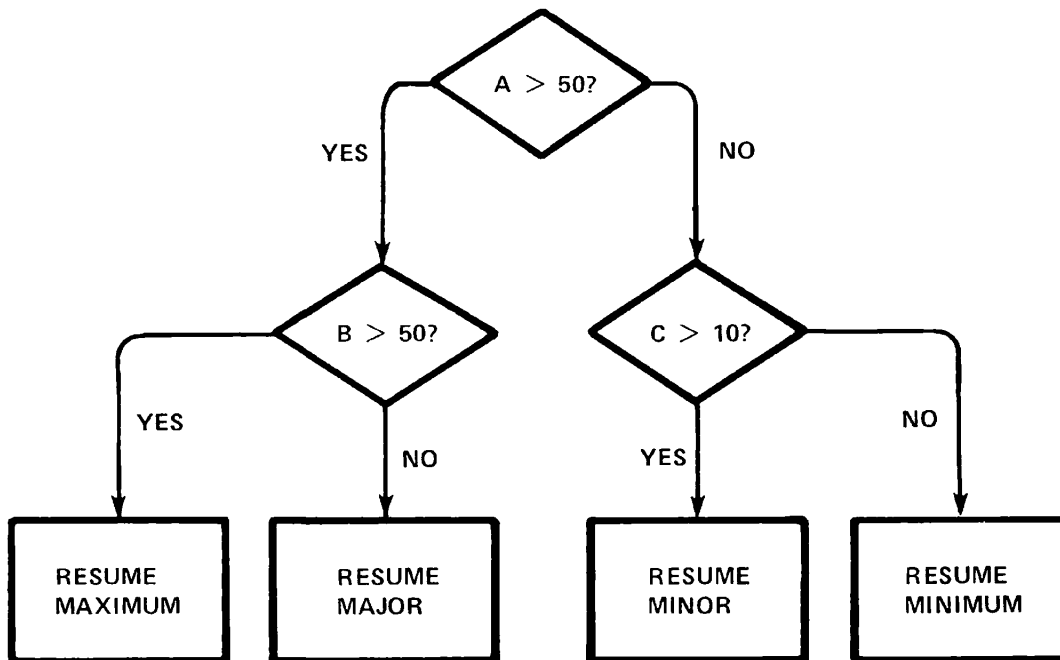 A > 50?
YES
NO
B > 50?
C > 10?
YES
NO
YES
NO
RESUME
MAXIMUM
RESUME
MAJOR
RESUME
MINOR
RESUME
MINIMUM